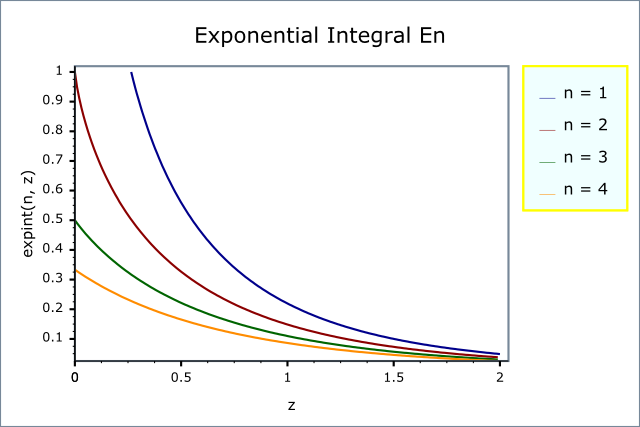 Exponential Integral En
1
0.9
0.8
0.7
0.6
0.5
0.4
0.3
0.2
0.1
expint(n, z)
0
0.5
1
1.5
2
z
n = 1
n = 2
n = 3
n = 4